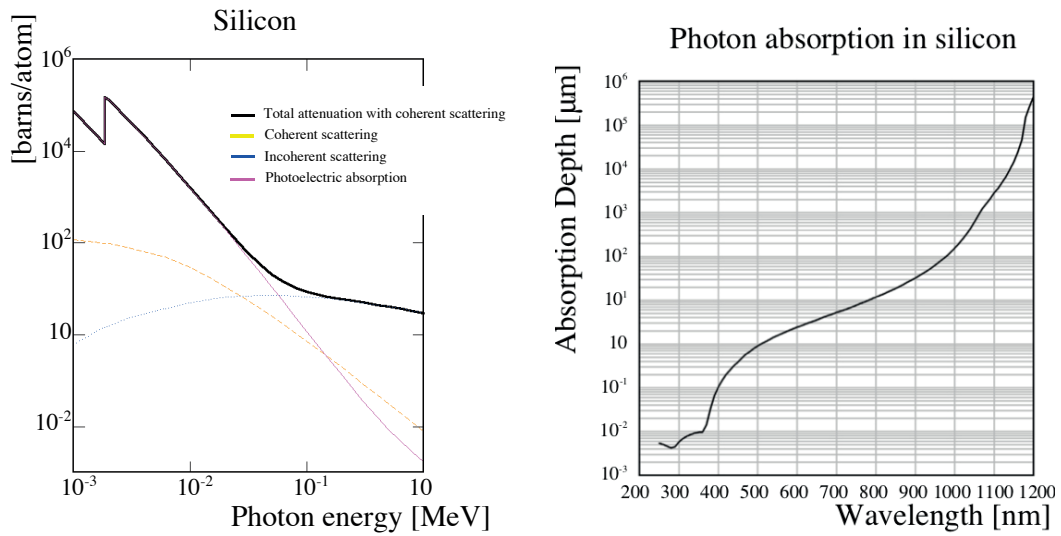 Silicon
[barns/atom]
10^6
10^4
10^2
10
10^-2
Total attenuation with coherent scattering
Coherent scattering
Incoherent scattering
Photoelectric absorption
10^-3
10^-2
10^-1
10
Photon energy [MeV]
Photon absorption in silicon
Absorption Depth [µm]
10^6
10^5
10^4
10^3
10^2
10^1
10
10^-1
10^-2
10^-3
200 300 400 500 600 700 800 900 1000 1100 1200
Wavelength [nm]